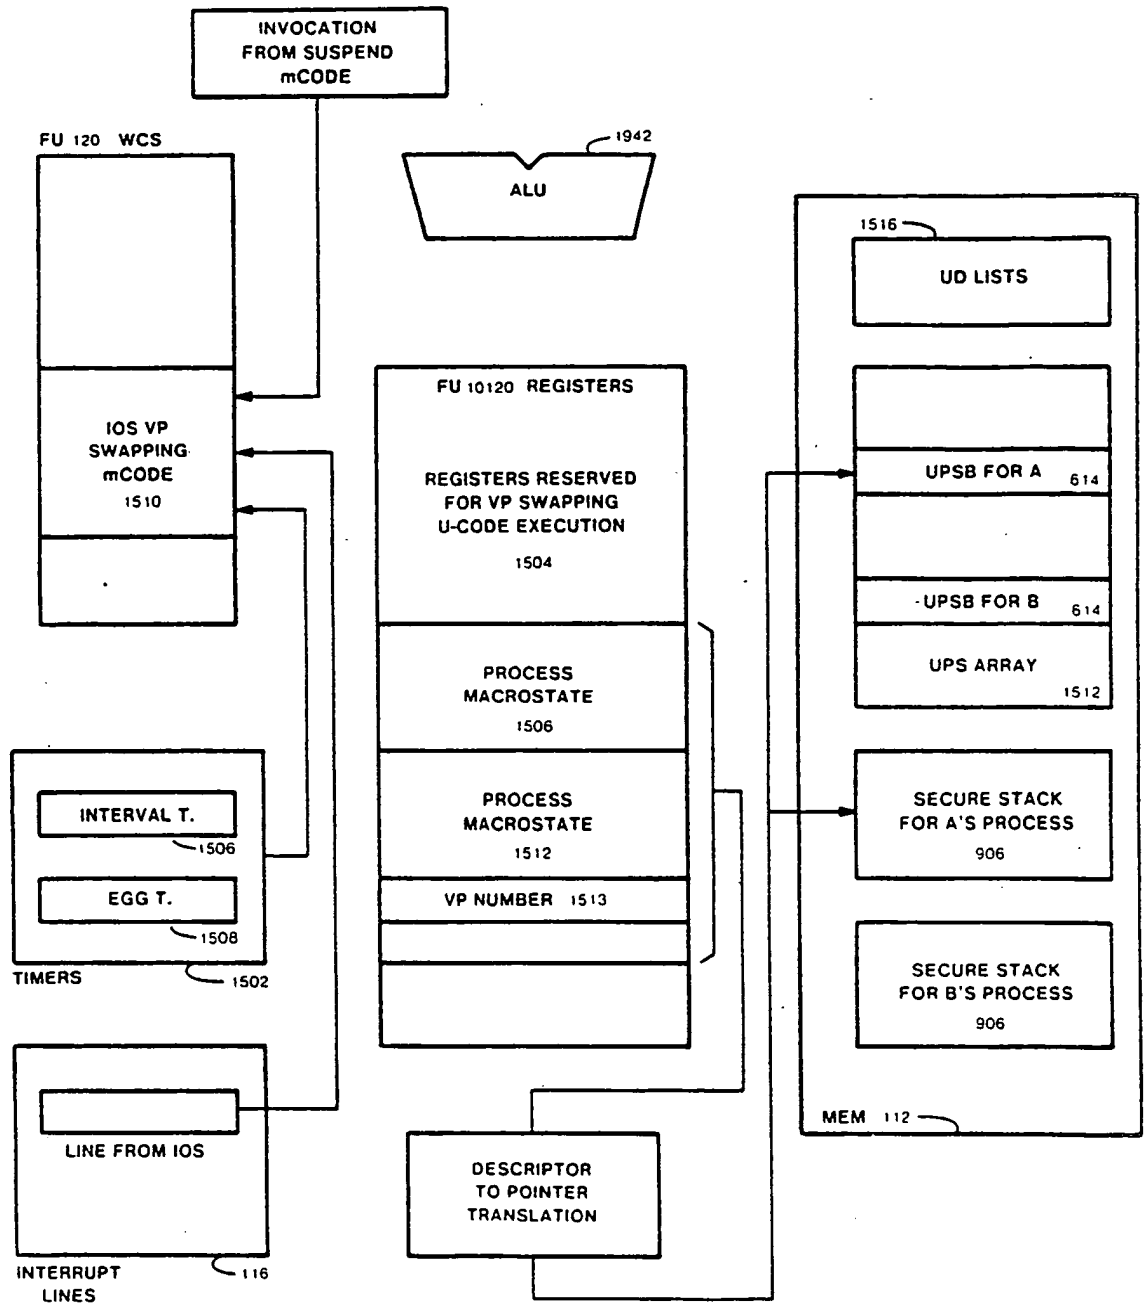 INVOCATION
FROM SUSPEND
mCODE
FU 120 WCS
1942
ALU
1516
UD LISTS
FU 10120 REGISTERS
IOS VP
SWAPPING
mCODE
1510
REGISTERS RESERVED
FOR VP SWAPPING
U-CODE EXECUTION
1504
UPSB FOR A 614
UPSB FOR B 614
UPS ARRAY
1512
PROCESS
MACROSTATE
1506
PROCESS
MACROSTATE
1512
VP NUMBER 1513
INTERVAL T.
1506
EGG T.
1508
TIMERS
1502
SECURE STACK
FOR A'S PROCESS
906
SECURE STACK
FOR B'S PROCESS
906
MEM 112
LINE FROM IOS
INTERRUPT
LINES
116
DESCRIPTOR
TO POINTER
TRANSLATION